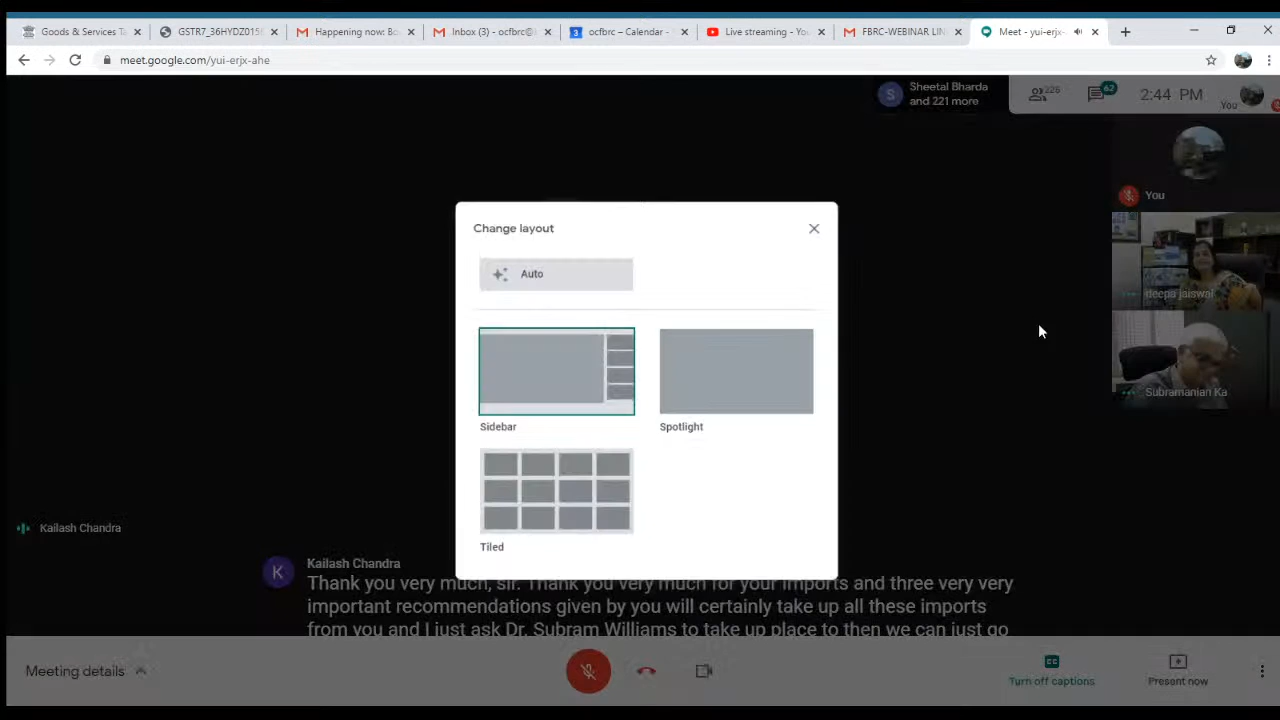 Goods & Services Ta
GSTR7_36HYDZ015
Happening now: Bo
Inbox (3) - ocfbrc@
ocfbrc – Calendar -
Live streaming - You
FBRC-WEBINAR LIN
Meet - yui-erjx-
meet.google.com/yui-erjx-ahe
Sheetal Bharda
and 221 more
226
62
2:44 PM
You
S
You
deepa jaiswal
Subramanian Ka
Change layout
Auto
Sidebar
Spotlight
Tiled
Kailash Chandra
K
Kailash Chandra
Thank you very much, sir. Thank you very much for your imports and three very very
important recommendations given by you will certainly take up all these imports
from you and I just ask Dr. Subram Williams to take up place to then we can just go
Meeting details
Turn off captions
Present now